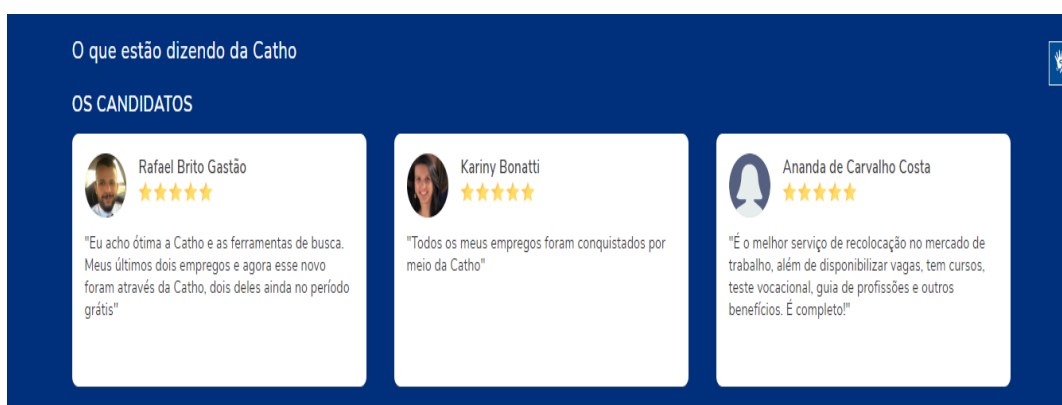 O que estão dizendo da Catho
OS CANDIDATOS
Rafael Brito Gastão
"Eu acho ótima a Catho e as ferramentas de busca.
Meus últimos dois empregos e agora esse novo
foram através da Catho, dois deles ainda no período
grátis"
Kariny Bonatti
"Todos os meus empregos foram conquistados por
meio da Catho"
Ananda de Carvalho Costa
"É o melhor serviço de recolocação no mercado de
trabalho, além de disponibilizar vagas, tem cursos,
teste vocacional, guia de profissões e outros
benefícios. É completo!"